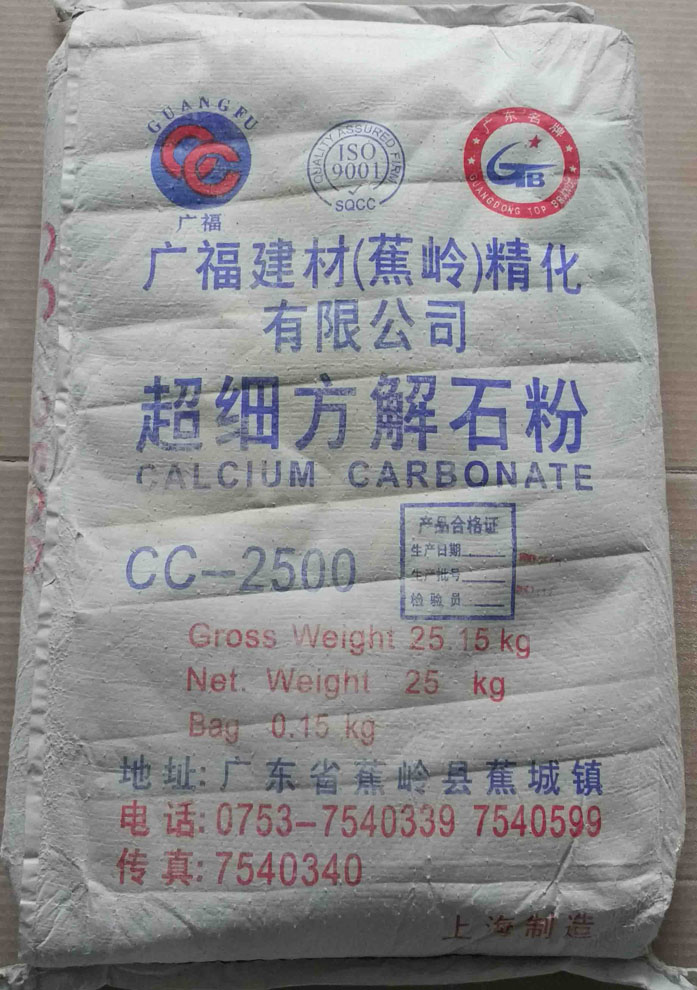 GUANGFU
广福
QUALITY ASSURED FIRM
ISO
9001
SQCC
广东名牌
GB
GUANGDONG TOP BRAND
广福建材(蕉岭)精化
有限公司
超细方解石粉
CALCIUM CARBONATE
CC-2500
产品合格证
生产日期
生产批号
检验员
Gross Weight 25.15 kg
Net. Weight 25 kg
Bag 0.15 kg
地址:广东省蕉岭县蕉城镇
电话:0753-7540339 7540599
传真:7540340
上海制造